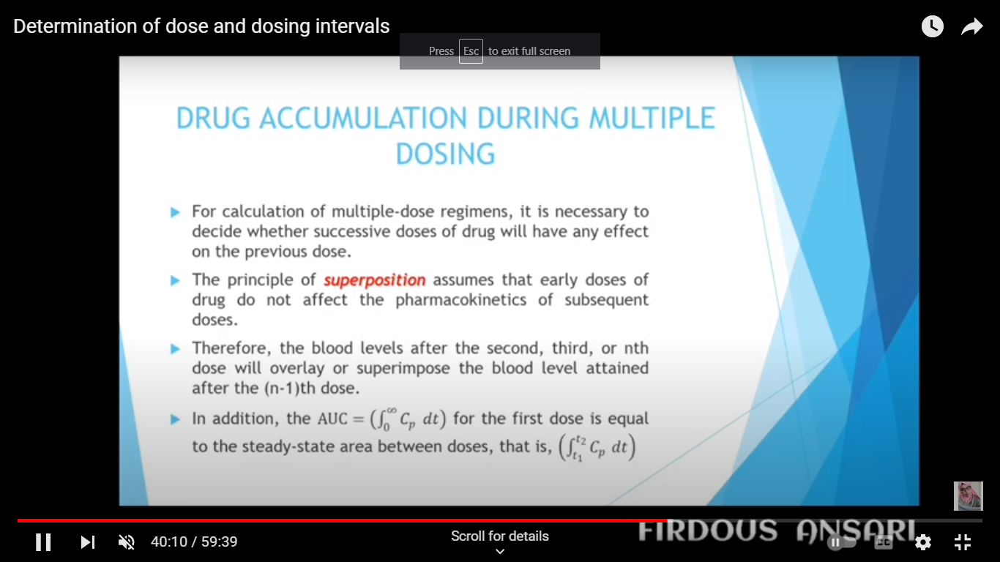 Determination of dose and dosing intervals
Press Esc to exit full screen
DRUG ACCUMULATION DURING MULTIPLE
DOSING
For calculation of multiple-dose regimens, it is necessary to
decide whether successive doses of drug will have any effect
on the previous dose.
The principle of superposition assumes that early doses of
drug do not affect the pharmacokinetics of subsequent
doses.
Therefore, the blood levels after the second, third, or nth
dose will overlay or superimpose the blood level attained
after the (n-1)th dose.
In addition, the AUC = (∫₀^∞ Cₚ dt) for the first dose is equal
to the steady-state area between doses, that is, (∫_{t₁}^{t₂} Cₚ dt)
FIRDOUS ANSARI
Scroll for details
40:10 / 59:39
CC